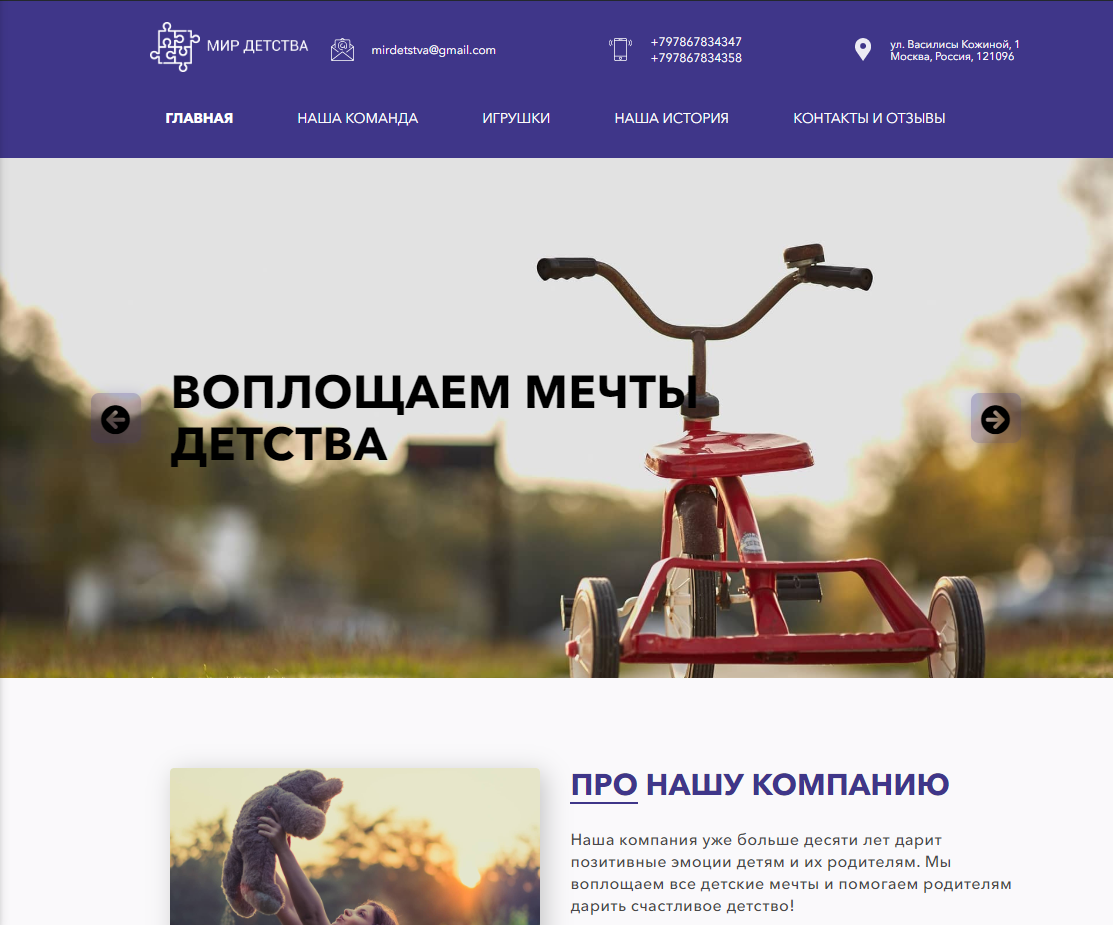 МИР ДЕТСТВА
mirdetstva@gmail.com
+797867834347
+797867834358
ул. Василисы Кожиной, 1
Москва, Россия, 121096
ГЛАВНАЯ
НАША КОМАНДА
ИГРУШКИ
НАША ИСТОРИЯ
КОНТАКТЫ И ОТЗЫВЫ
ВОПЛОЩАЕМ МЕЧТЫ
ДЕТСТВА
ПРО НАШУ КОМПАНИЮ
Наша компания уже больше десяти лет дарит
позитивные эмоции детям и их родителям. Мы
воплощаем все детские мечты и помогаем родителям
дарить счастливое детство!